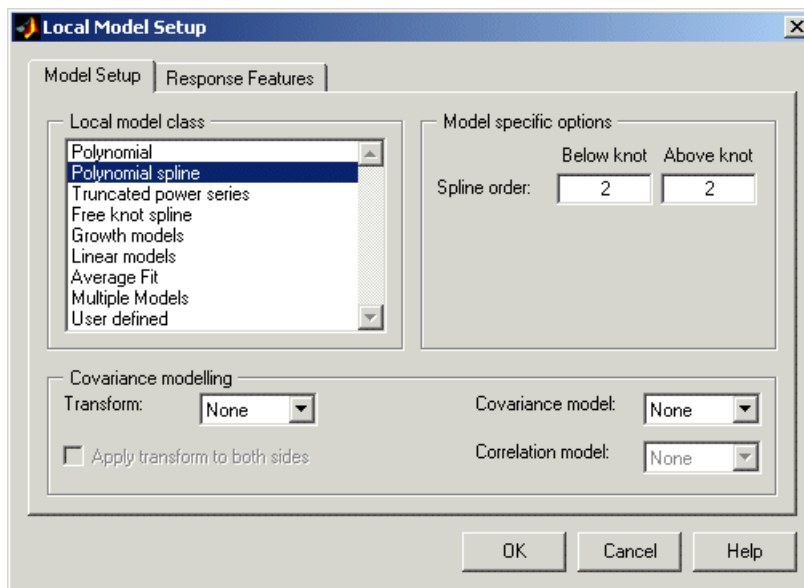 Local Model Setup
Model Setup
Response Features
Local model class
Polynomial
Polynomial spline
Truncated power series
Free knot spline
Growth models
Linear models
Average Fit
Multiple Models
User defined
Model specific options
Below knot Above knot
Spline order: 2 2
Covariance modelling
Transform: None
Apply transform to both sides
Covariance model: None
Correlation model: None
OK Cancel Help